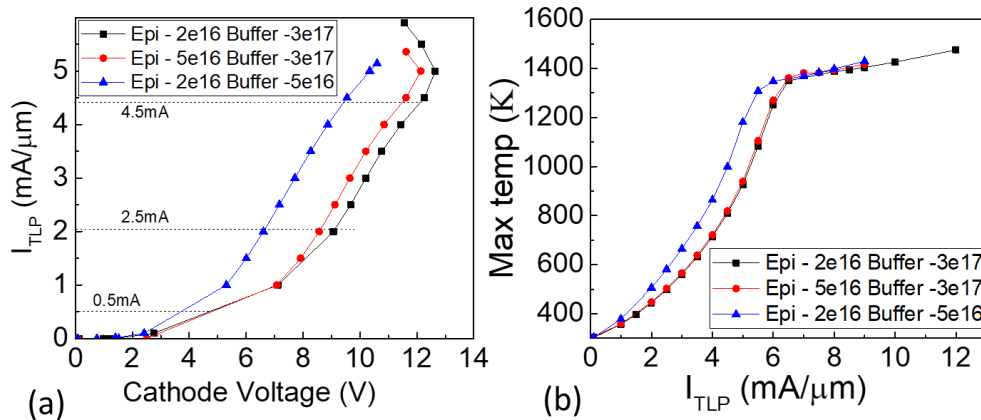 Epi - 2e16 Buffer -3e17
Epi - 5e16 Buffer -3e17
Epi - 2e16 Buffer -5e16
4.5mA
2.5mA
0.5mA
5
4
3
2
1
0
0 2 4 6 8 10 12 14
I_TLP (mA/μm)
Cathode Voltage (V)
(a)
1600
1400
1200
1000
800
600
400
Max temp (K)
Epi - 2e16 Buffer -3e17
Epi - 5e16 Buffer -3e17
Epi - 2e16 Buffer -5e16
0 2 4 6 8 10 12
I_TLP (mA/μm)
(b)